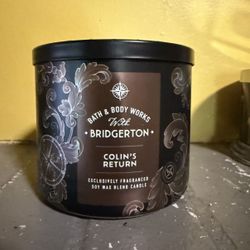 BATH & BODY WORKS
With
BRIDGERTON
COLIN'S
RETURN
EXCLUSIVELY FRAGRANCED
SOY WAX BLEND CANDLE